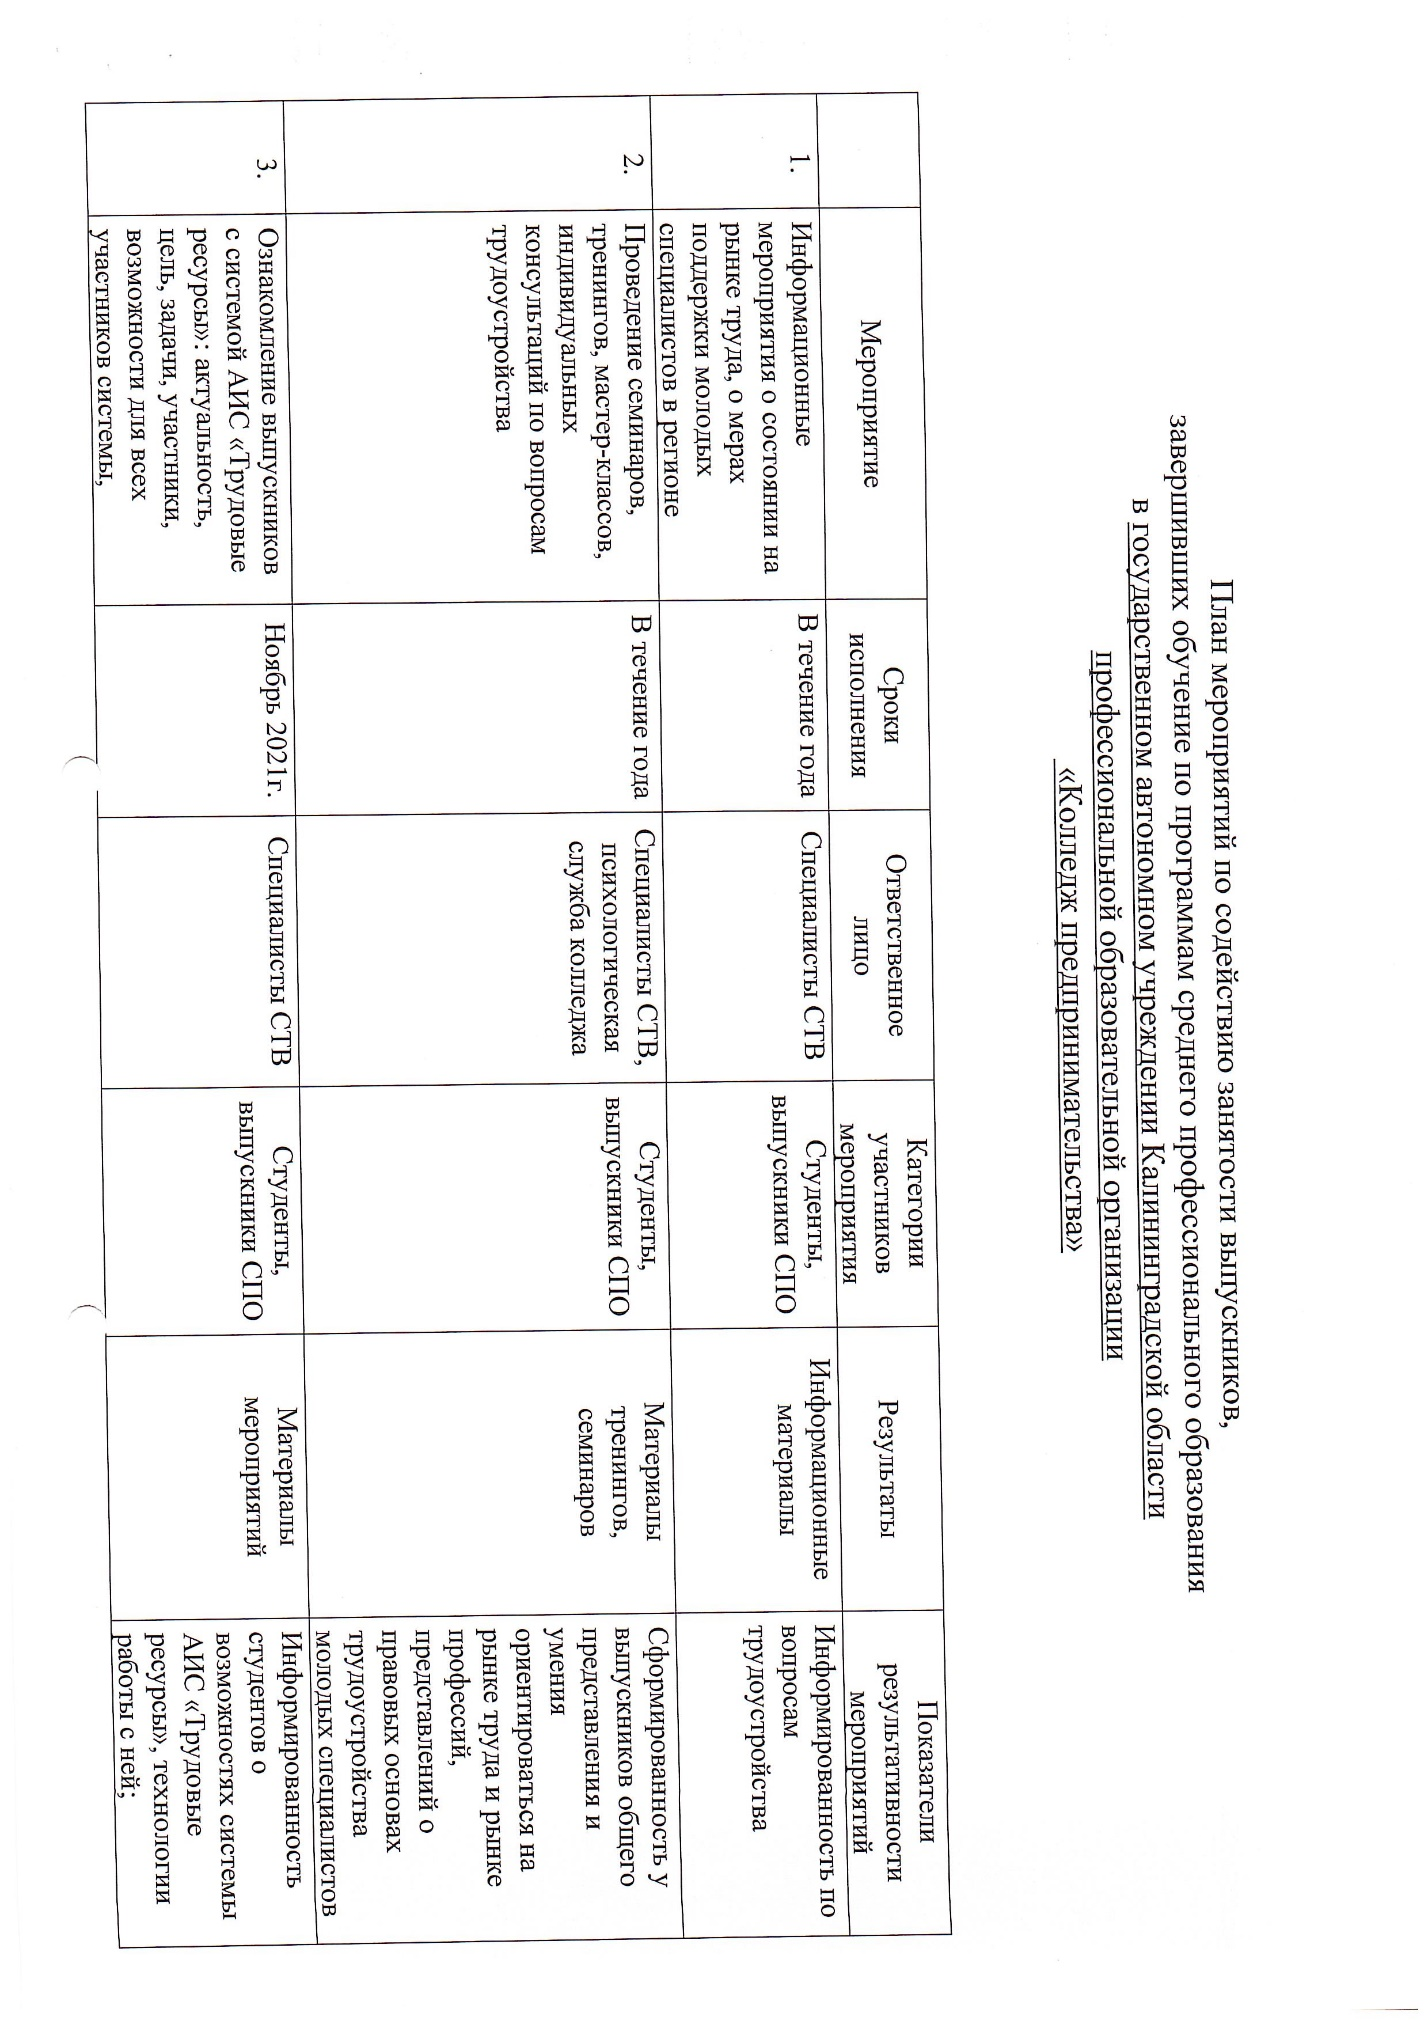 План мероприятий по содействию занятости выпускников,
завершивших обучение по программам среднего профессионального образования
в государственном автономном учреждении Калининградской области
профессиональной образовательной организации
«Колледж предпринимательства»
Мероприятие
Сроки
исполнения
Ответственное
лицо
Категории
участников
мероприятия
Результаты
Показатели
результативности
мероприятий
1.
Информационные
мероприятия о состоянии на
рынке труда, о мерах
поддержки молодых
специалистов в регионе
В течение года
Специалисты СТВ
Студенты,
выпускники СПО
Информационные
материалы
Информированность по
вопросам
трудоустройства
2.
Проведение семинаров,
тренингов, мастер-классов,
индивидуальных
консультаций по вопросам
трудоустройства
В течение года
Специалисты СТВ,
психологическая
служба колледжа
Студенты,
выпускники СПО
Материалы
тренингов,
семинаров
Сформированность у
выпускников общего
представления и
умения
ориентироваться на
рынке труда и рынке
профессий,
представлений о
правовых основах
трудоустройства
молодых специалистов
3.
Ознакомление выпускников
с системой АИС «Трудовые
ресурсы»: актуальность,
цель, задачи, участники,
возможности для всех
участников системы,
Ноябрь 2021г.
Специалисты СТВ
Студенты,
выпускники СПО
Материалы
мероприятий
Информированность
студентов о
возможностях системы
АИС «Трудовые
ресурсы», технологии
работы с ней;